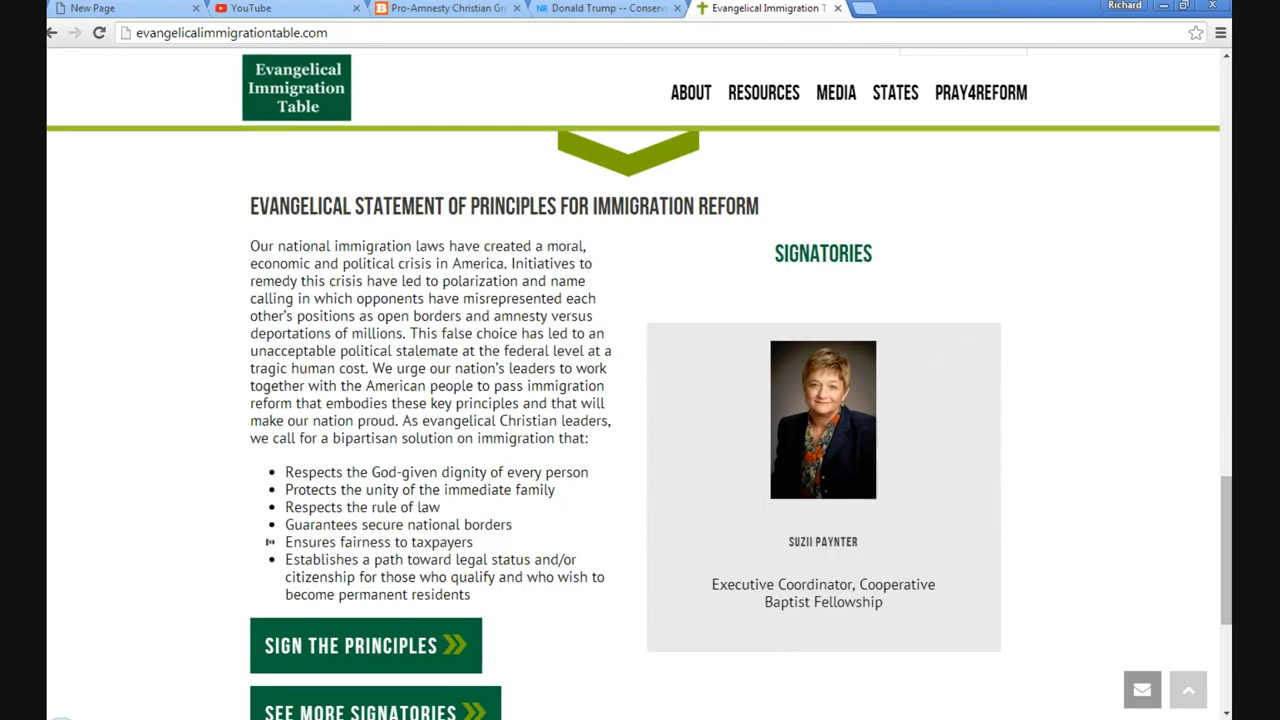 New Page
YouTube
Pro-Amnesty Christian Gr
Donald Trump -- Conserv
Evangelical Immigration T
Richard
evangelicalimmigrationtable.com
Evangelical
Immigration
Table
ABOUT
RESOURCES
MEDIA
STATES
PRAY4REFORM
EVANGELICAL STATEMENT OF PRINCIPLES FOR IMMIGRATION REFORM
Our national immigration laws have created a moral,
economic and political crisis in America. Initiatives to
remedy this crisis have led to polarization and name
calling in which opponents have misrepresented each
other's positions as open borders and amnesty versus
deportations of millions. This false choice has led to an
unacceptable political stalemate at the federal level at a
tragic human cost. We urge our nation's leaders to work
together with the American people to pass immigration
reform that embodies these key principles and that will
make our nation proud. As evangelical Christian leaders,
we call for a bipartisan solution on immigration that:
Respects the God-given dignity of every person
Protects the unity of the immediate family
Respects the rule of law
Guarantees secure national borders
Ensures fairness to taxpayers
Establishes a path toward legal status and/or
citizenship for those who qualify and who wish to
become permanent residents
SIGN THE PRINCIPLES
SEE MORE SIGNATORIES
SIGNATORIES
SUZII PAYNTER
Executive Coordinator, Cooperative
Baptist Fellowship